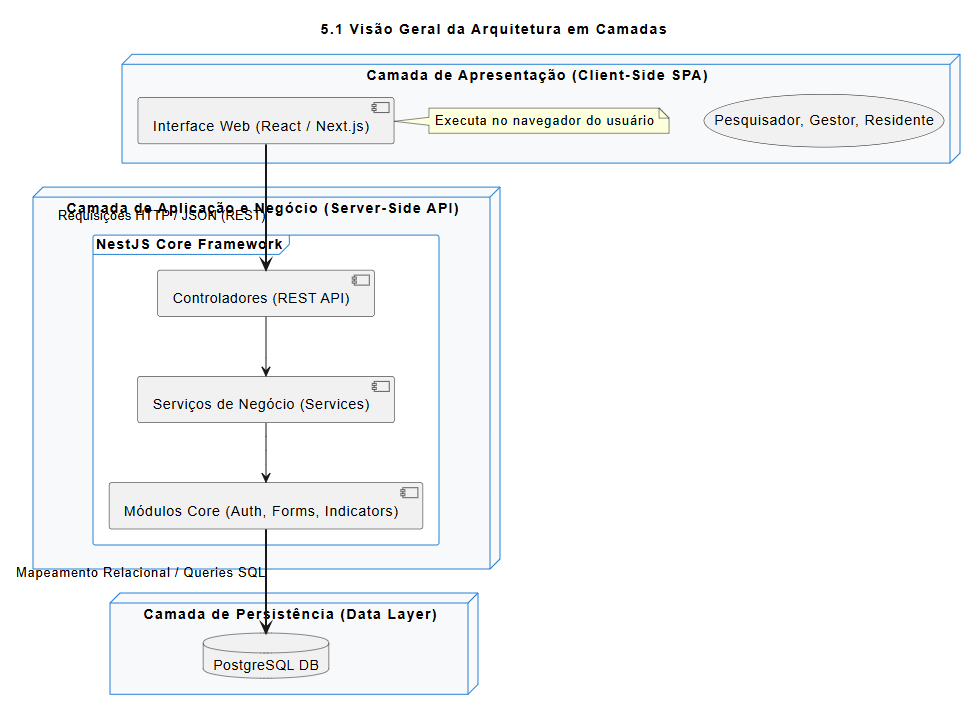 5.1 Visão Geral da Arquitetura em Camadas
Camada de Apresentação (Client-Side SPA)
Interface Web (React / Next.js)
Executa no navegador do usuário
Pesquisador, Gestor, Residente
Camada de Aplicação e Negócio (Server-Side API)
Requisições HTTP / JSON (REST)
NestJS Core Framework
Controladores (REST API)
Serviços de Negócio (Services)
Módulos Core (Auth, Forms, Indicators)
Mapeamento Relacional / Queries SQL
Camada de Persistência (Data Layer)
PostgreSQL DB